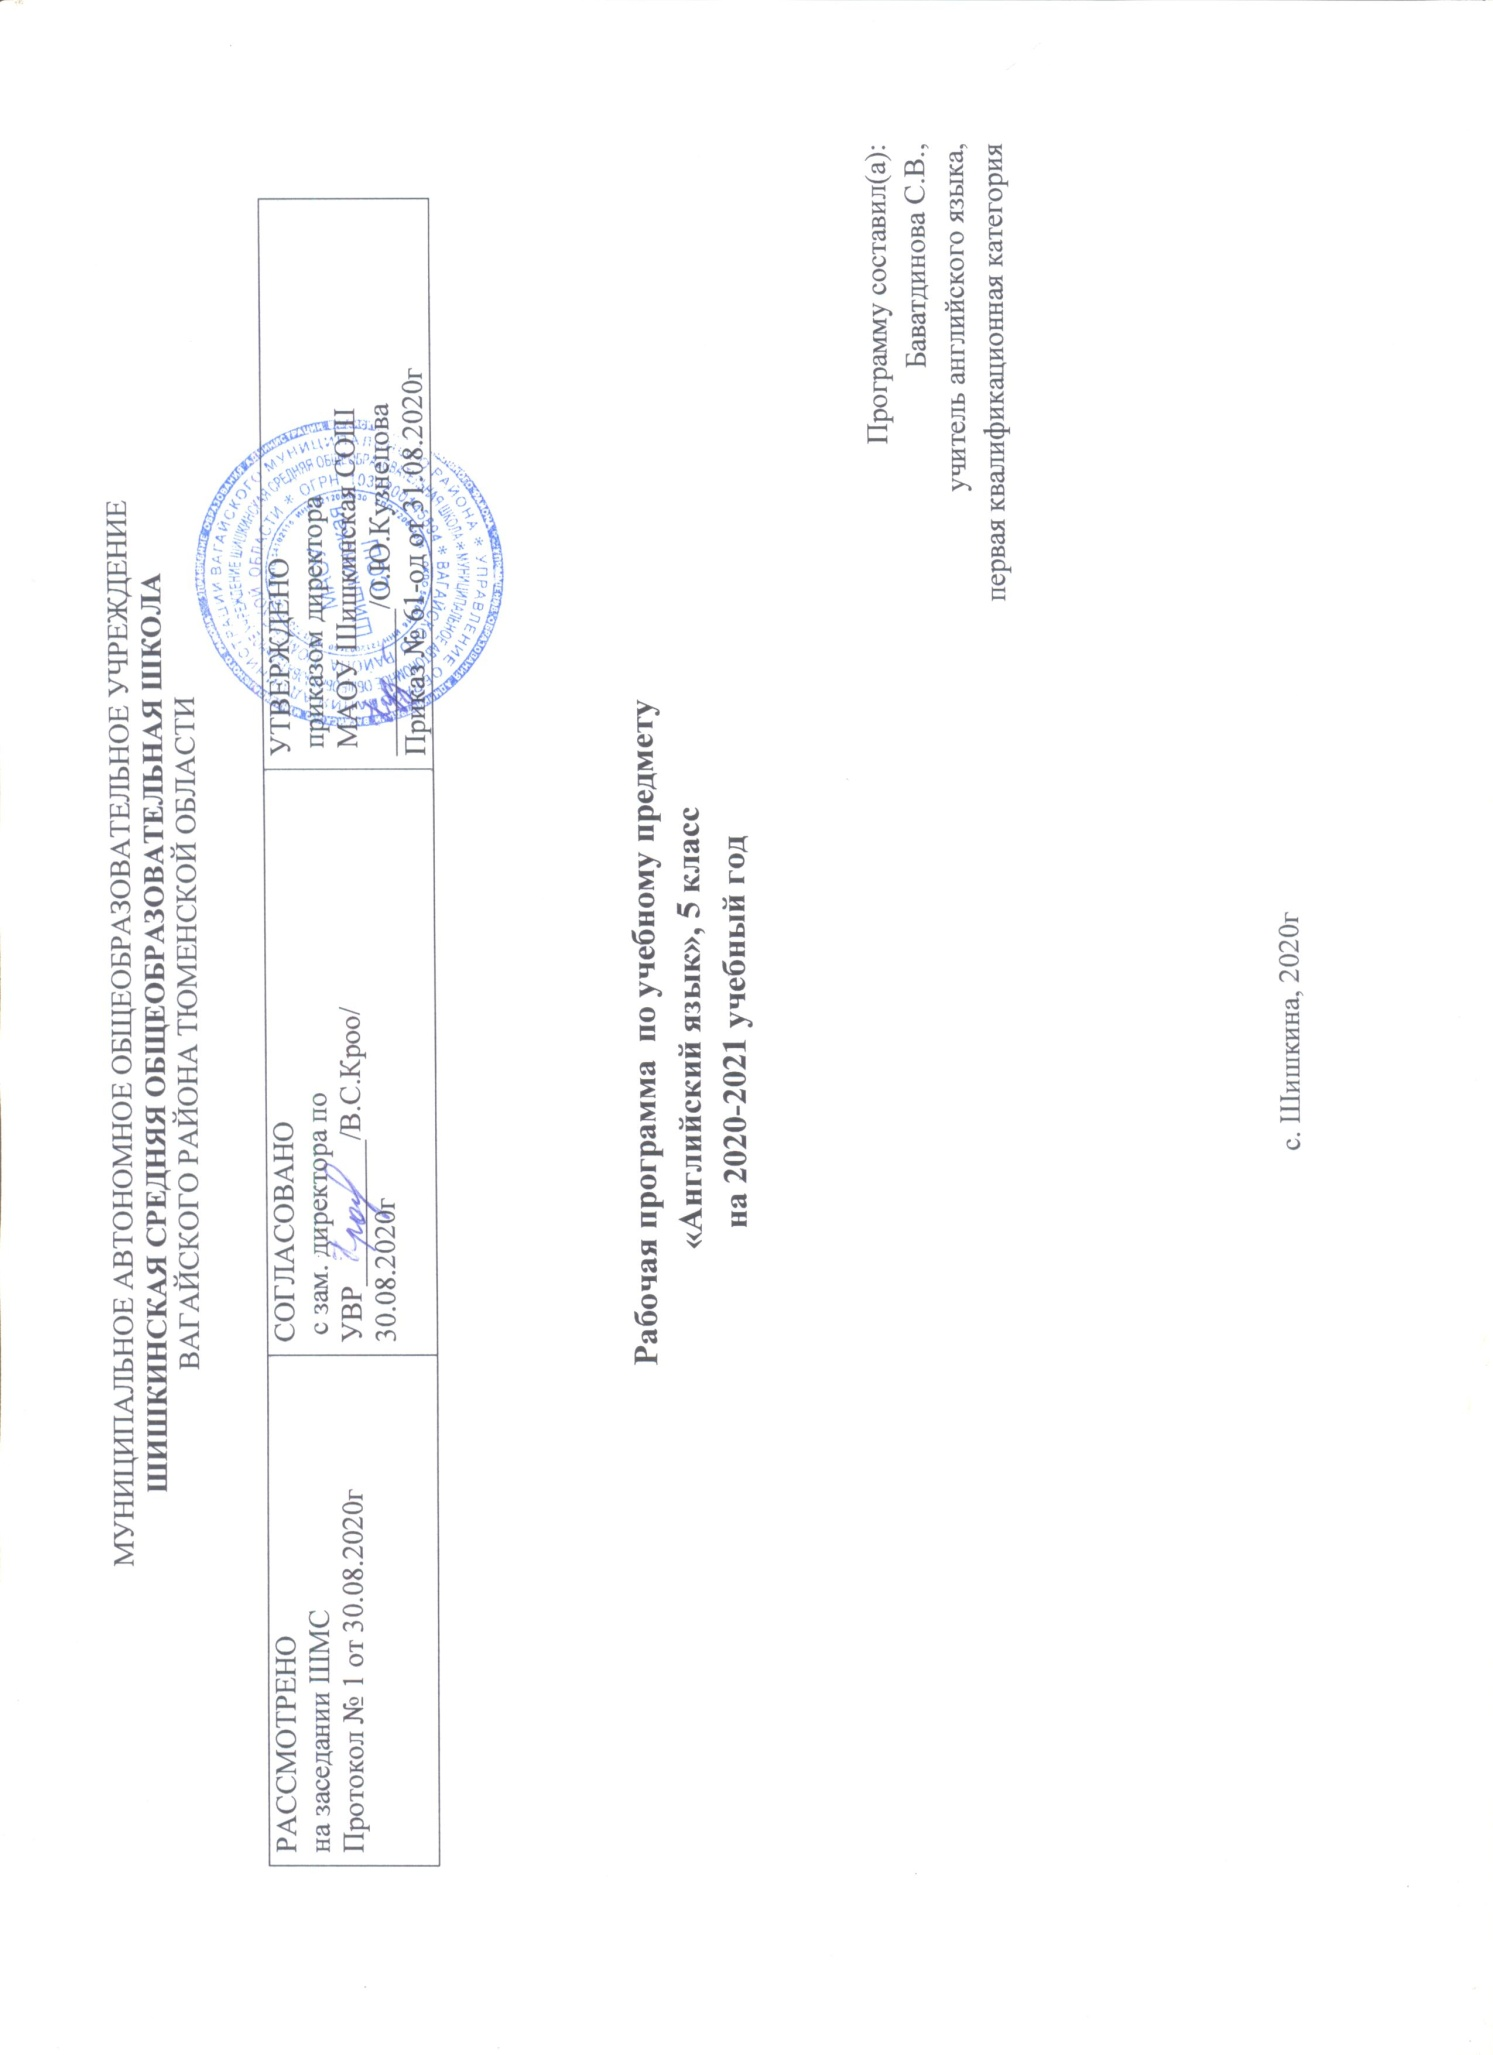 МУНИЦИПАЛЬНОЕ АВТОНОМНОЕ ОБЩЕОБРАЗОВАТЕЛЬНОЕ УЧРЕЖДЕНИЕ
ШИШКИНСКАЯ СРЕДНЯЯ ОБЩЕОБРАЗОВАТЕЛЬНАЯ ШКОЛА
ВАГАЙСКОГО РАЙОНА ТЮМЕНСКОЙ ОБЛАСТИ
РАССМОТРЕНО
на заседании ШМС
Протокол № 1 от 30.08.2020г
СОГЛАСОВАНО
с зам. директора по
УВР /В.С.Кроо/
30.08.2020г
УТВЕРЖДЕНО
приказом директора
МАОУ Шишкинская СОШ
/О.Ю.Кузнецова
Приказ № 61-од от 31.08.2020г
Рабочая программа по учебному предмету
«Английский язык», 5 класс
на 2020-2021 учебный год
Программу составил(а):
Баватдинова С.В.,
учитель английского языка,
первая квалификационная категория
с. Шишкина, 2020г